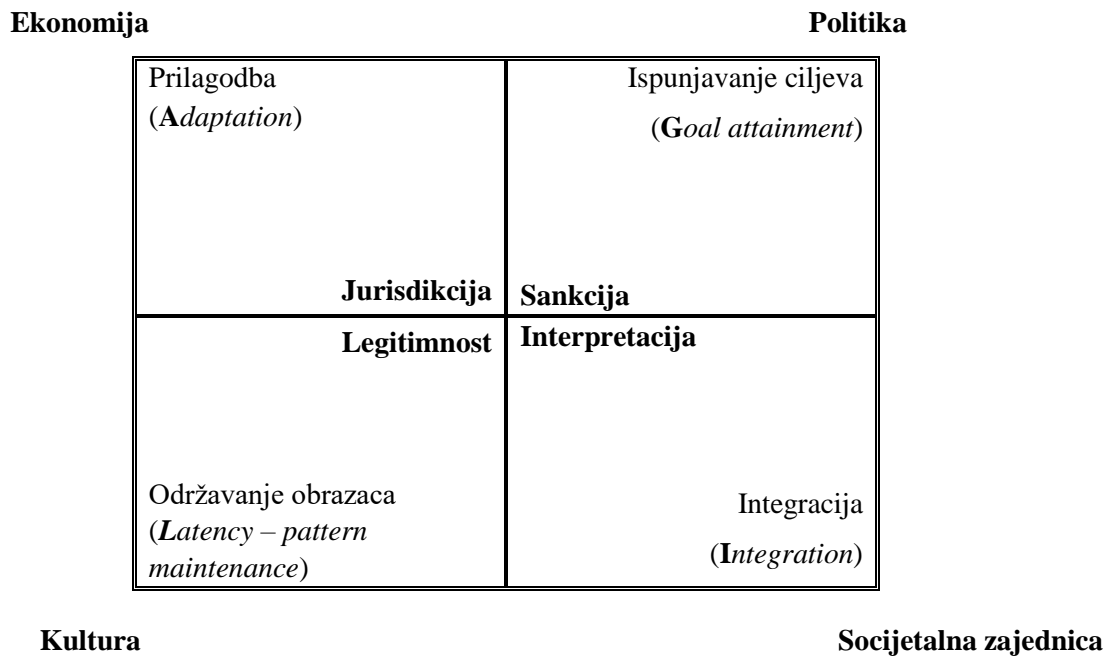 Ekonomija
Politika
Prilagodba
(Adaptation)
Ispunjavanje ciljeva
(Goal attainment)
Jurisdikcija
Sankcija
Legitimnost
Interpretacija
Održavanje obrazaca
(Latency – pattern
maintenance)
Integracija
(Integration)
Kultura
Socijetalna zajednica